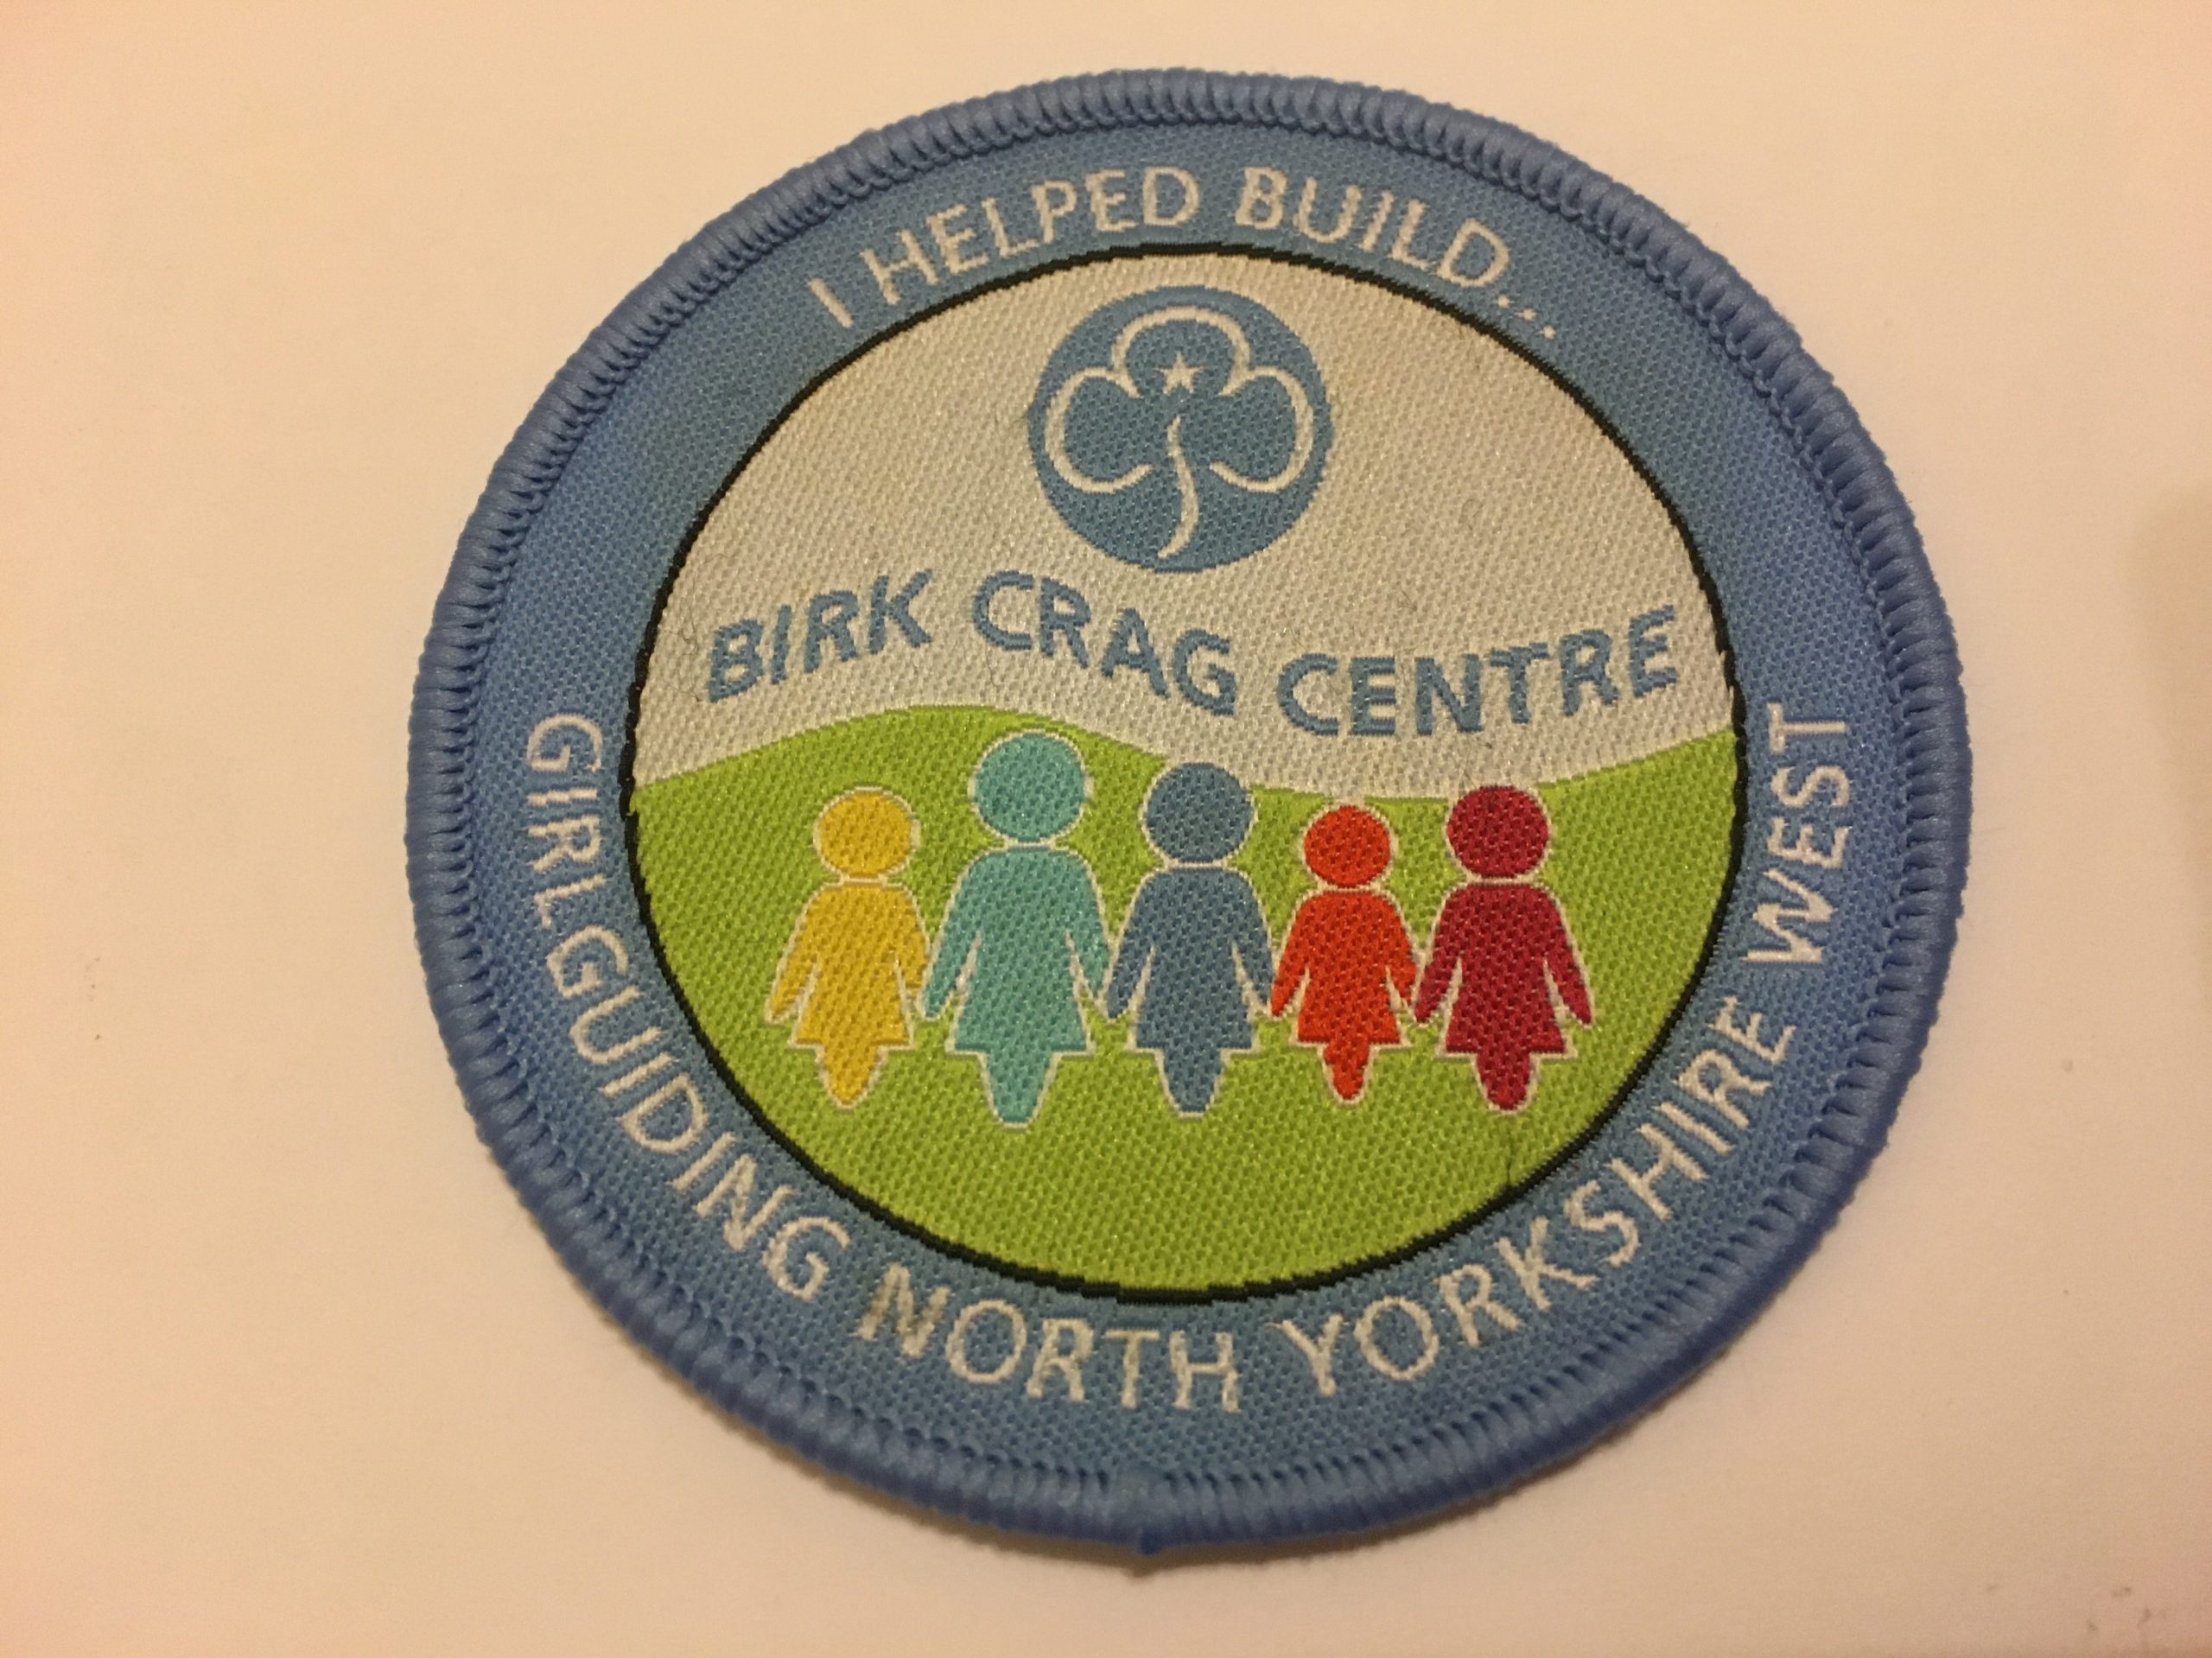 I HELPED BUILD...
BIRK CRAG CENTRE
GIRLGUIDING NORTH YORKSHIRE WEST